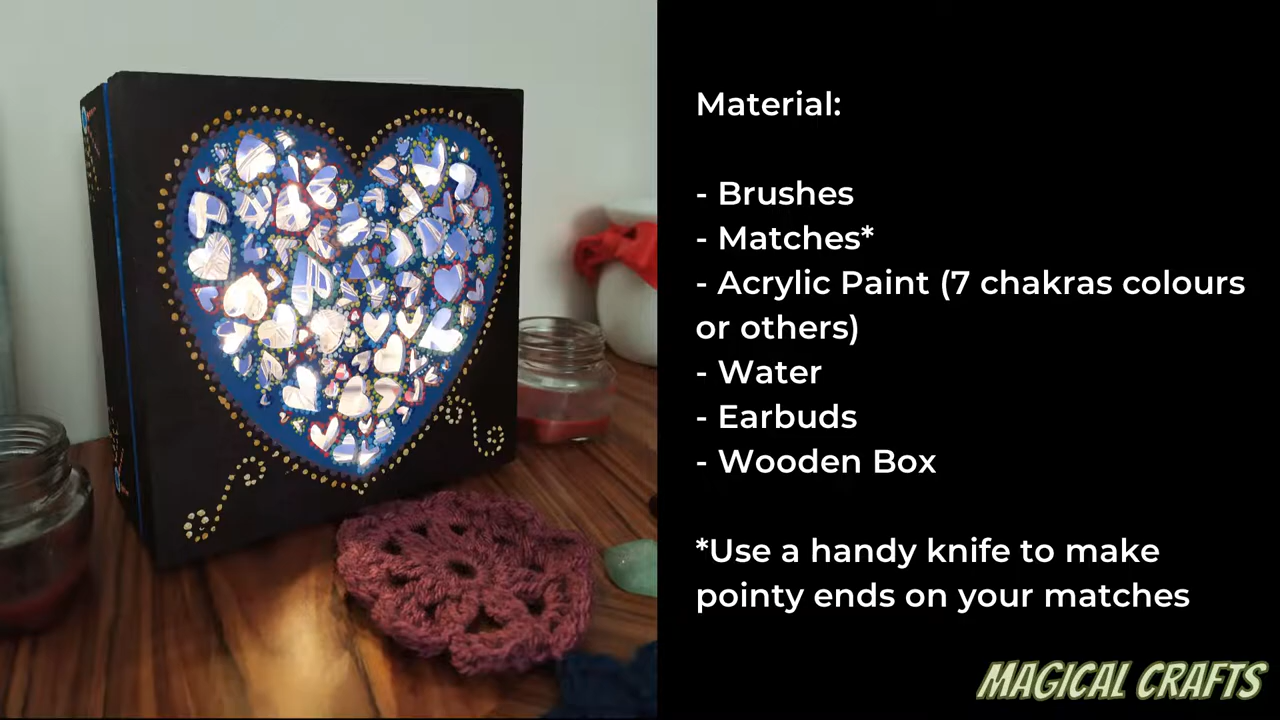 Material:
- Brushes
- Matches*
- Acrylic Paint (7 chakras colours
or others)
- Water
- Earbuds
- Wooden Box
*Use a handy knife to make
pointy ends on your matches
MAGICAL CRAFTS